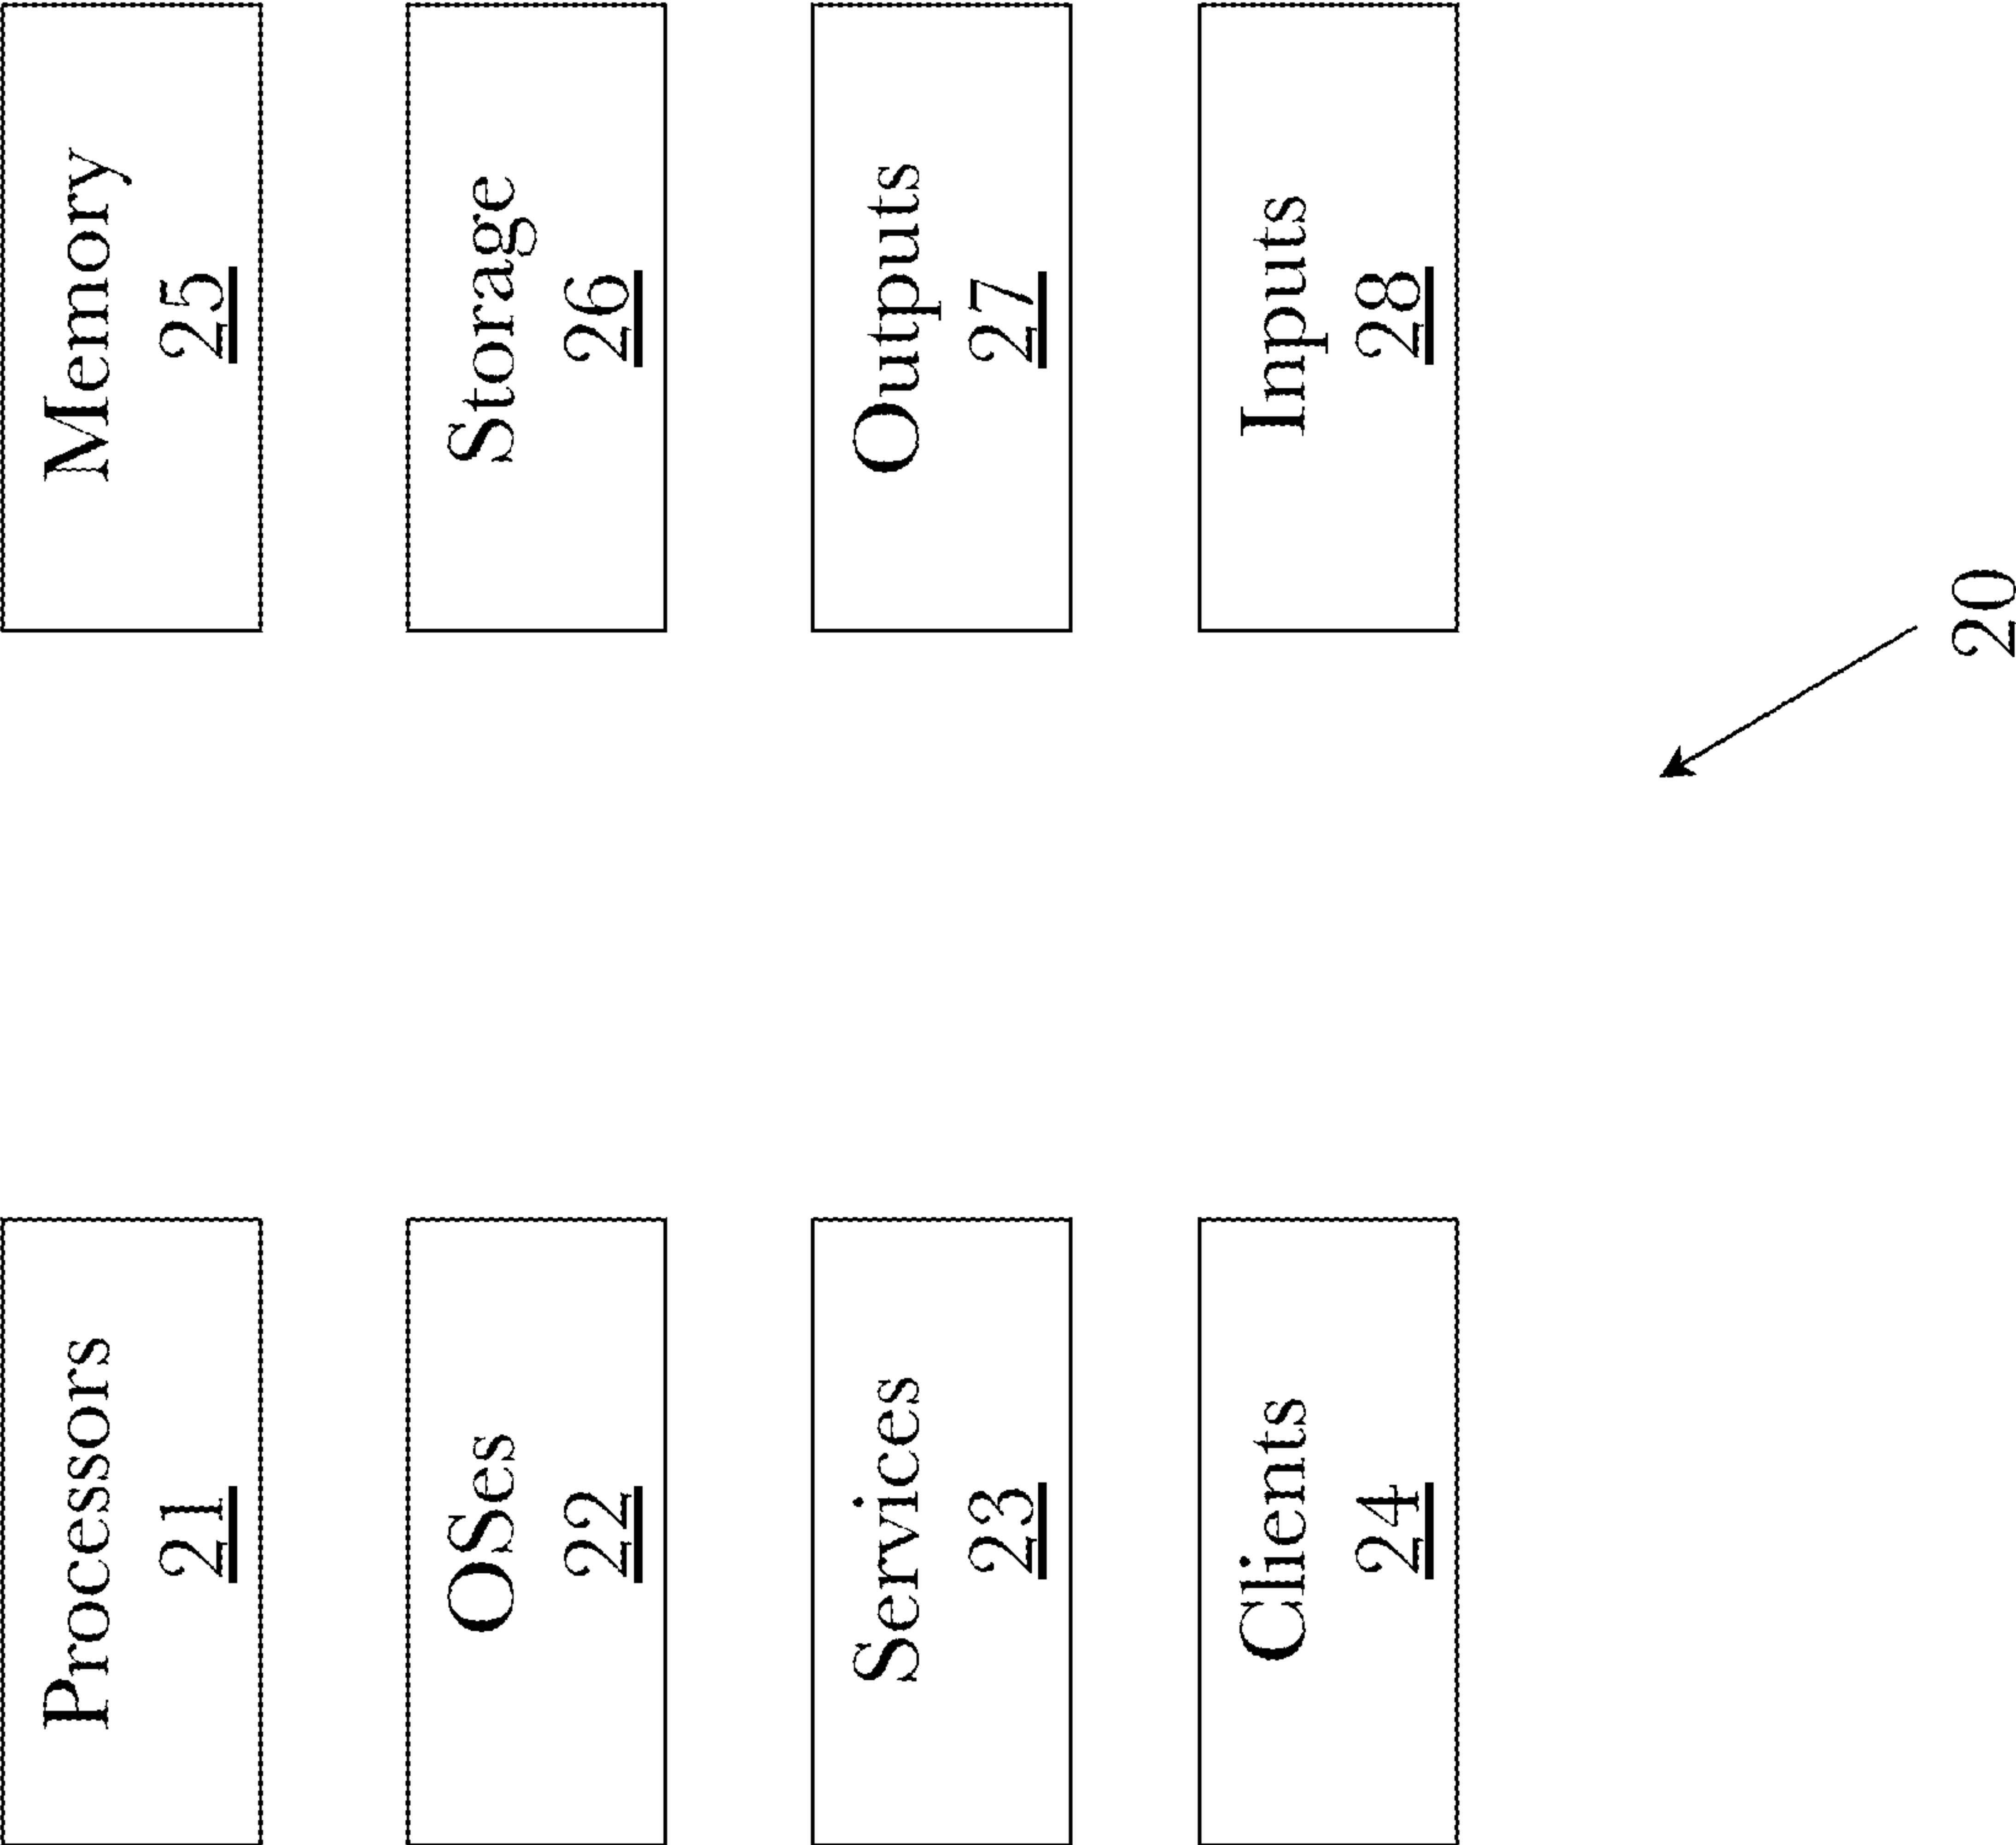 Processors
21
Memory
25
OSes
22
Storage
26
Services
23
Outputs
27
Clients
24
Inputs
28
20